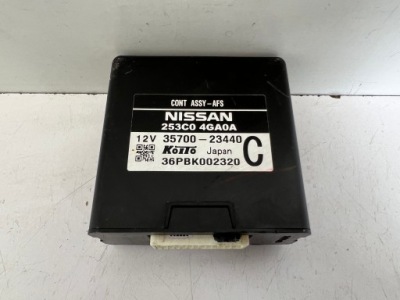 CONT ASSY-AFS
NISSAN
253C0 4GA0A
12V 35700-23440
KOITO Japan C
36PBK002320